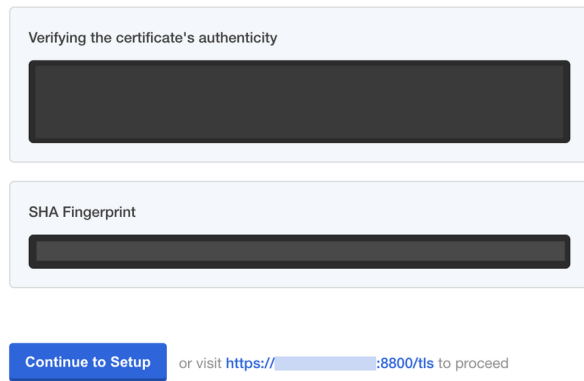 Verifying the certificate's authenticity
SHA Fingerprint
Continue to Setup or visit https:// :8800/tls to proceed